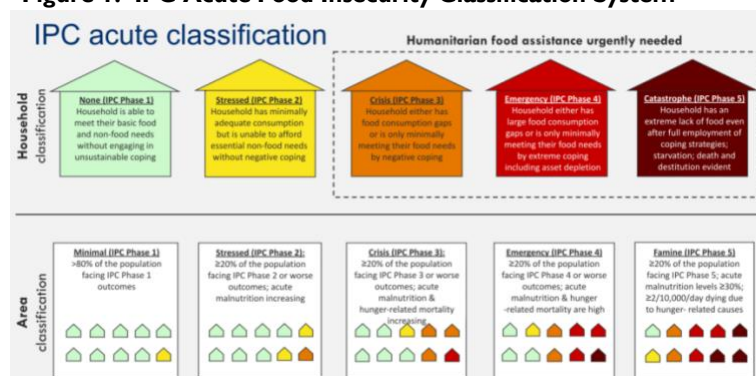 Figure 1: IPC Acute Food Insecurity Classification System
IPC acute classification
Humanitarian food assistance urgently needed
Household
classification
None (IPC Phase 1)
Household is able to
meet their basic food
and non-food needs
without engaging in
unsustainable coping
Stressed (IPC Phase 2)
Household has minimally
adequate consumption
but is unable to afford
essential non-food needs
without negative coping
Crisis (IPC Phase 3)
Household either has
food consumption gaps
or is only minimally
meeting their food needs
by negative coping
Emergency (IPC Phase 4)
Household either has
large food consumption
gaps or is only minimally
meeting their food needs
by extreme coping
including asset depletion
Catastrophe (IPC Phase 5)
Household has an
extreme lack of food even
after full employment of
coping strategies;
starvation; death and
destitution evident
Area
classification
Minimal (IPC Phase 1)
>80% of the population
facing IPC Phase 1
outcomes
Stressed (IPC Phase 2):
≥20% of the population
facing IPC Phase 2 or worse
outcomes; acute
malnutrition increasing
Crisis (IPC Phase 3):
≥20% of the population
facing IPC Phase 3 or worse
outcomes; acute
malnutrition &
hunger-related mortality
increasing
Emergency (IPC Phase 4)
≥20% of the population
facing IPC Phase 4 or worse
outcomes; acute
malnutrition & hunger
-related mortality are high
Famine (IPC Phase 5)
≥20% of the population
facing IPC Phase 5; acute
malnutrition levels ≥30%;
≥2/10,000/day dying due
to hunger- related causes